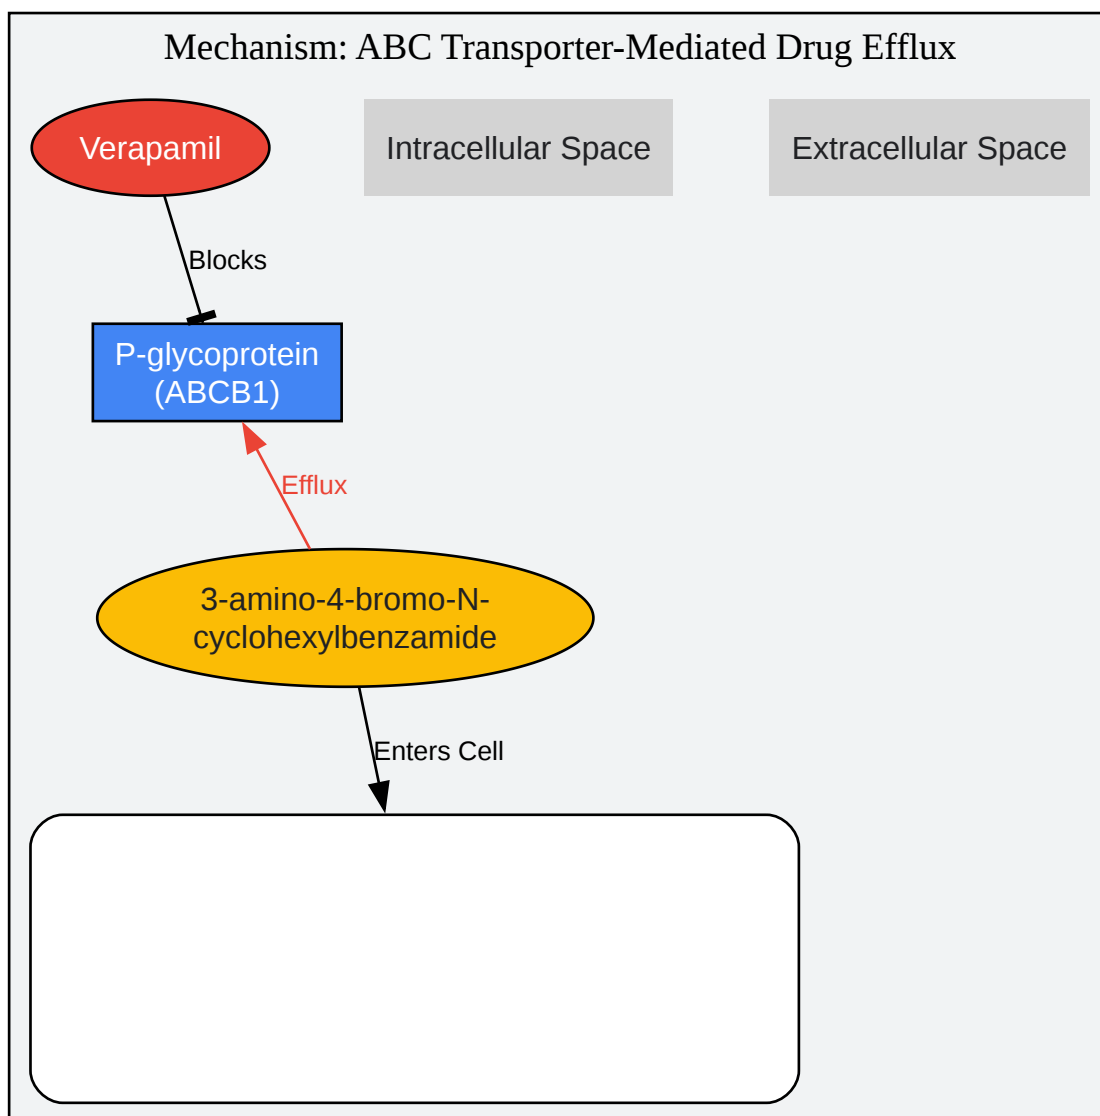 Mechanism: ABC Transporter-Mediated Drug Efflux
Verapamil
Intracellular Space
Extracellular Space
Blocks
P-glycoprotein
(ABCB1)
Efflux
3-amino-4-bromo-N-
cyclohexylbenzamide
Enters Cell